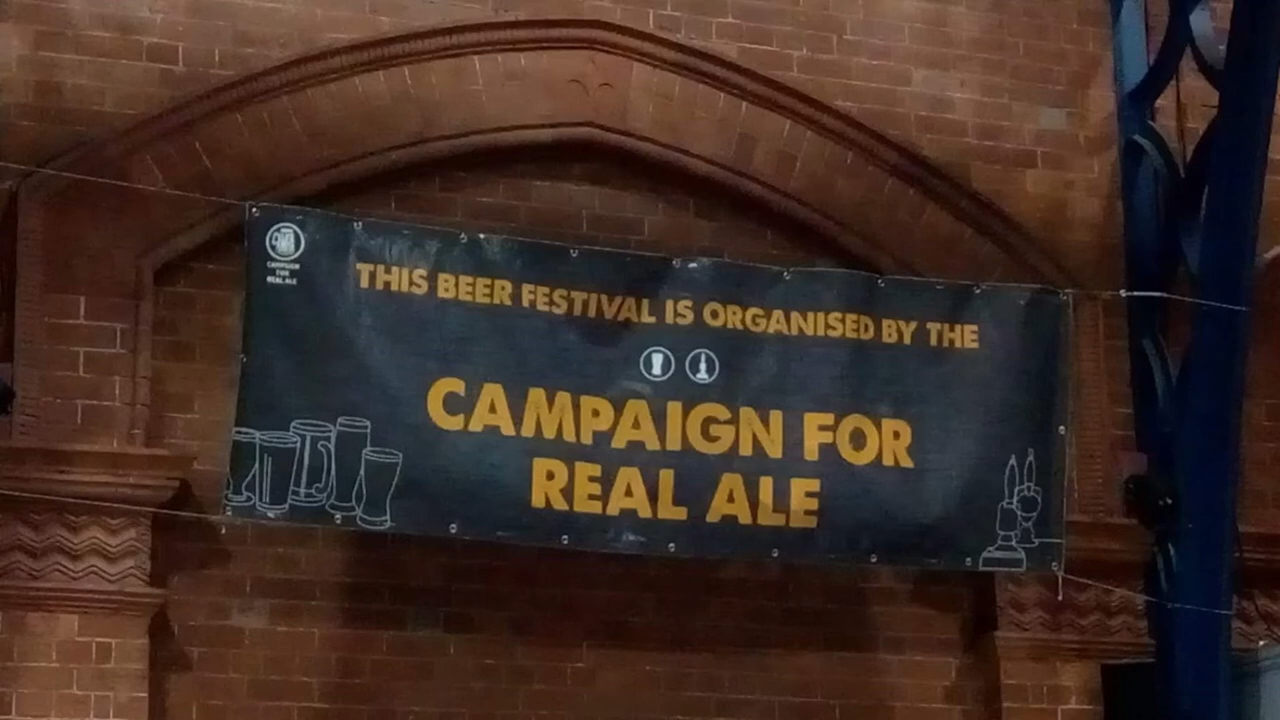 CAMPAIGN
FOR
REAL ALE
THIS BEER FESTIVAL IS ORGANISED BY THE
CAMPAIGN FOR
REAL ALE